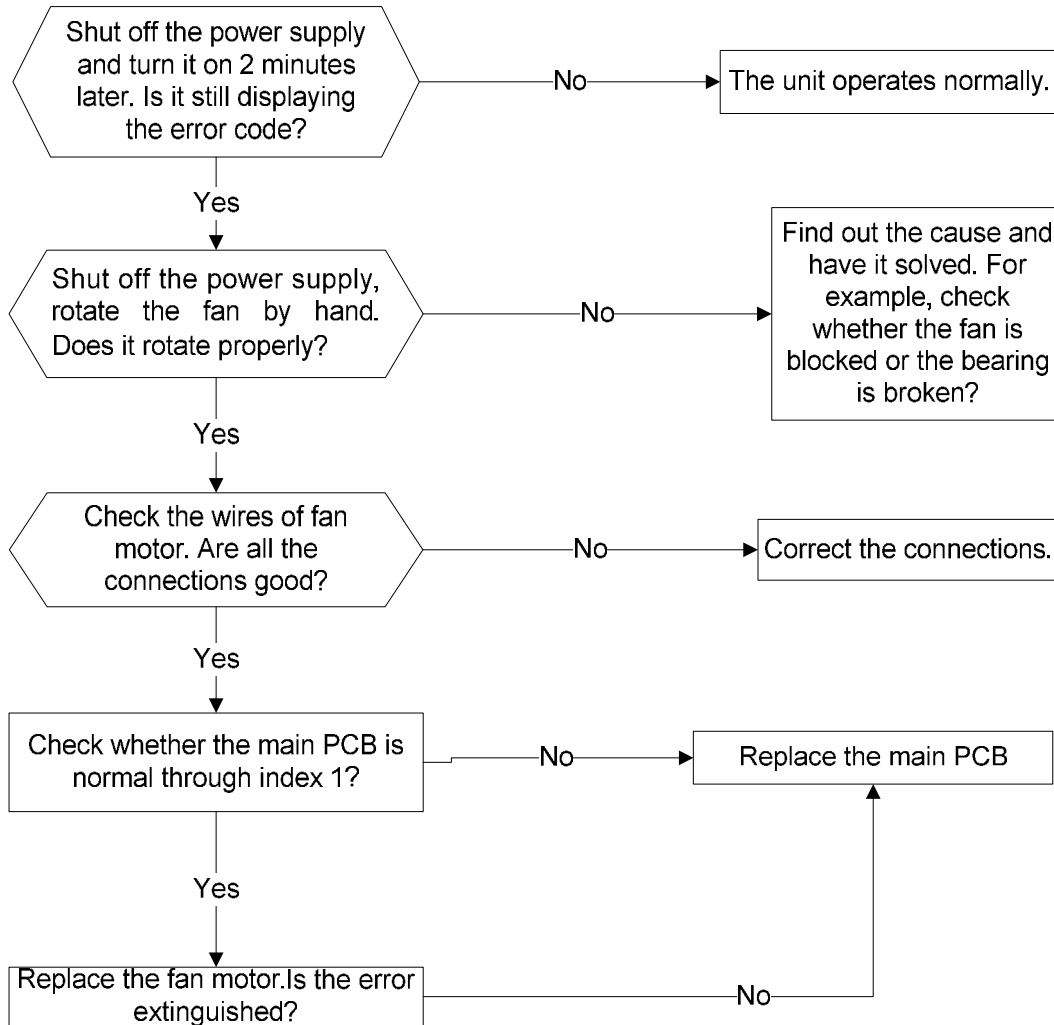 Shut off the power supply
and turn it on 2 minutes
later. Is it still displaying
the error code?
No
The unit operates normally.
Yes
Shut off the power supply,
rotate the fan by hand.
Does it rotate properly?
No
Find out the cause and
have it solved. For
example, check
whether the fan is
blocked or the bearing
is broken?
Yes
Check the wires of fan
motor. Are all the
connections good?
No
Correct the connections.
Yes
Check whether the main PCB is
normal through index 1?
No
Replace the main PCB
Yes
Replace the fan motor.Is the error
extinguished?
No